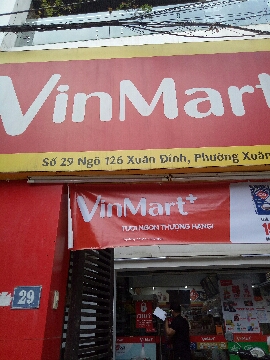 VinMart
Số 29 Ngõ 126 Xuân Đỉnh, Phường Xuân
VinMart+
TƯƠI NGON THƯỢNG HẠNG!
29